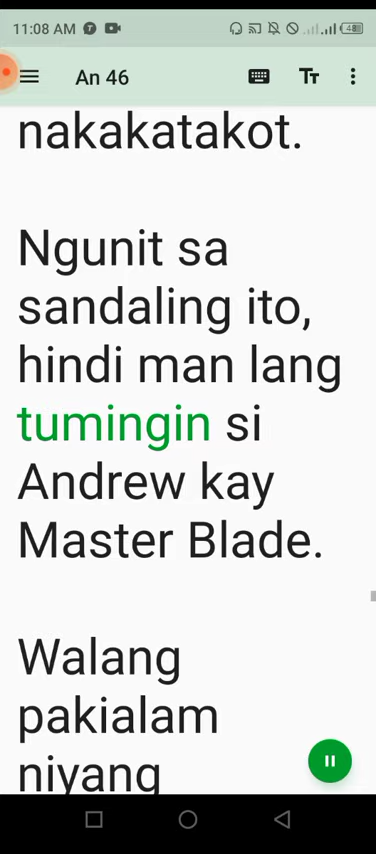 11:08 AM
48
An 46
nakakatakot.
Ngunit sa
sandaling ito,
hindi man lang
tumingin si
Andrew kay
Master Blade.
Walang
pakialam
niyang